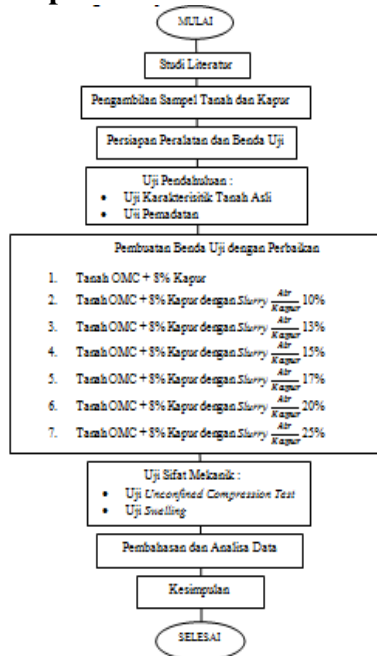 MULAI
Studi Literatur
Pengambilan Sampel Tanah dan Kapur
Persiapan Peralatan dan Benda Uji
Uji Pendahuluan :
• Uji Karakterisitik Tanah Asli
• Uji Pemadatan
Pembuatan Benda Uji dengan Perbaikan
1. Tanah OMC + 8% Kapur
2. Tanah OMC + 8% Kapur dengan Slurry Air/Kapur 10%
3. Tanah OMC + 8% Kapur dengan Slurry Air/Kapur 13%
4. Tanah OMC + 8% Kapur dengan Slurry Air/Kapur 15%
5. Tanah OMC + 8% Kapur dengan Slurry Air/Kapur 17%
6. Tanah OMC + 8% Kapur dengan Slurry Air/Kapur 20%
7. Tanah OMC + 8% Kapur dengan Slurry Air/Kapur 25%
Uji Sifat Mekanik :
• Uji Unconfined Compression Test
• Uji Swelling
Pembahasan dan Analisa Data
Kesimpulan
SELESAI